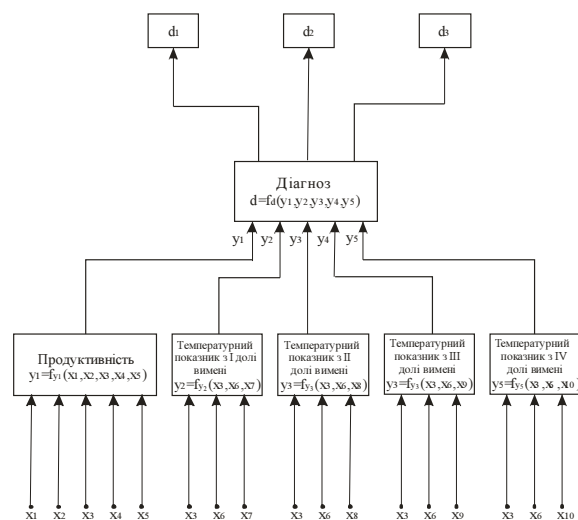 d1
d2
d3
Діагноз
d=fd(y1,y2,y3,y4,y5)
y1
y2
y3
y4
y5
Продуктивність
y1=fy1(x1,x2,x3,x4,x5)
Температурний
показник з I долі
вимені
y2=fy2(x3,x6,x7)
Температурний
показник з II
долі вимені
y3=fy3(x3,x6,x8)
Температурний
показник з III
долі вимені
y3=fy3(x3,x6,x9)
Температурний
показник з IV
долі вимені
y5=fy5(x3,x6,x10)
x1
x2
x3
x4
x5
x3
x6
x7
x3
x6
x8
x3
x6
x9
x3
x6
x10